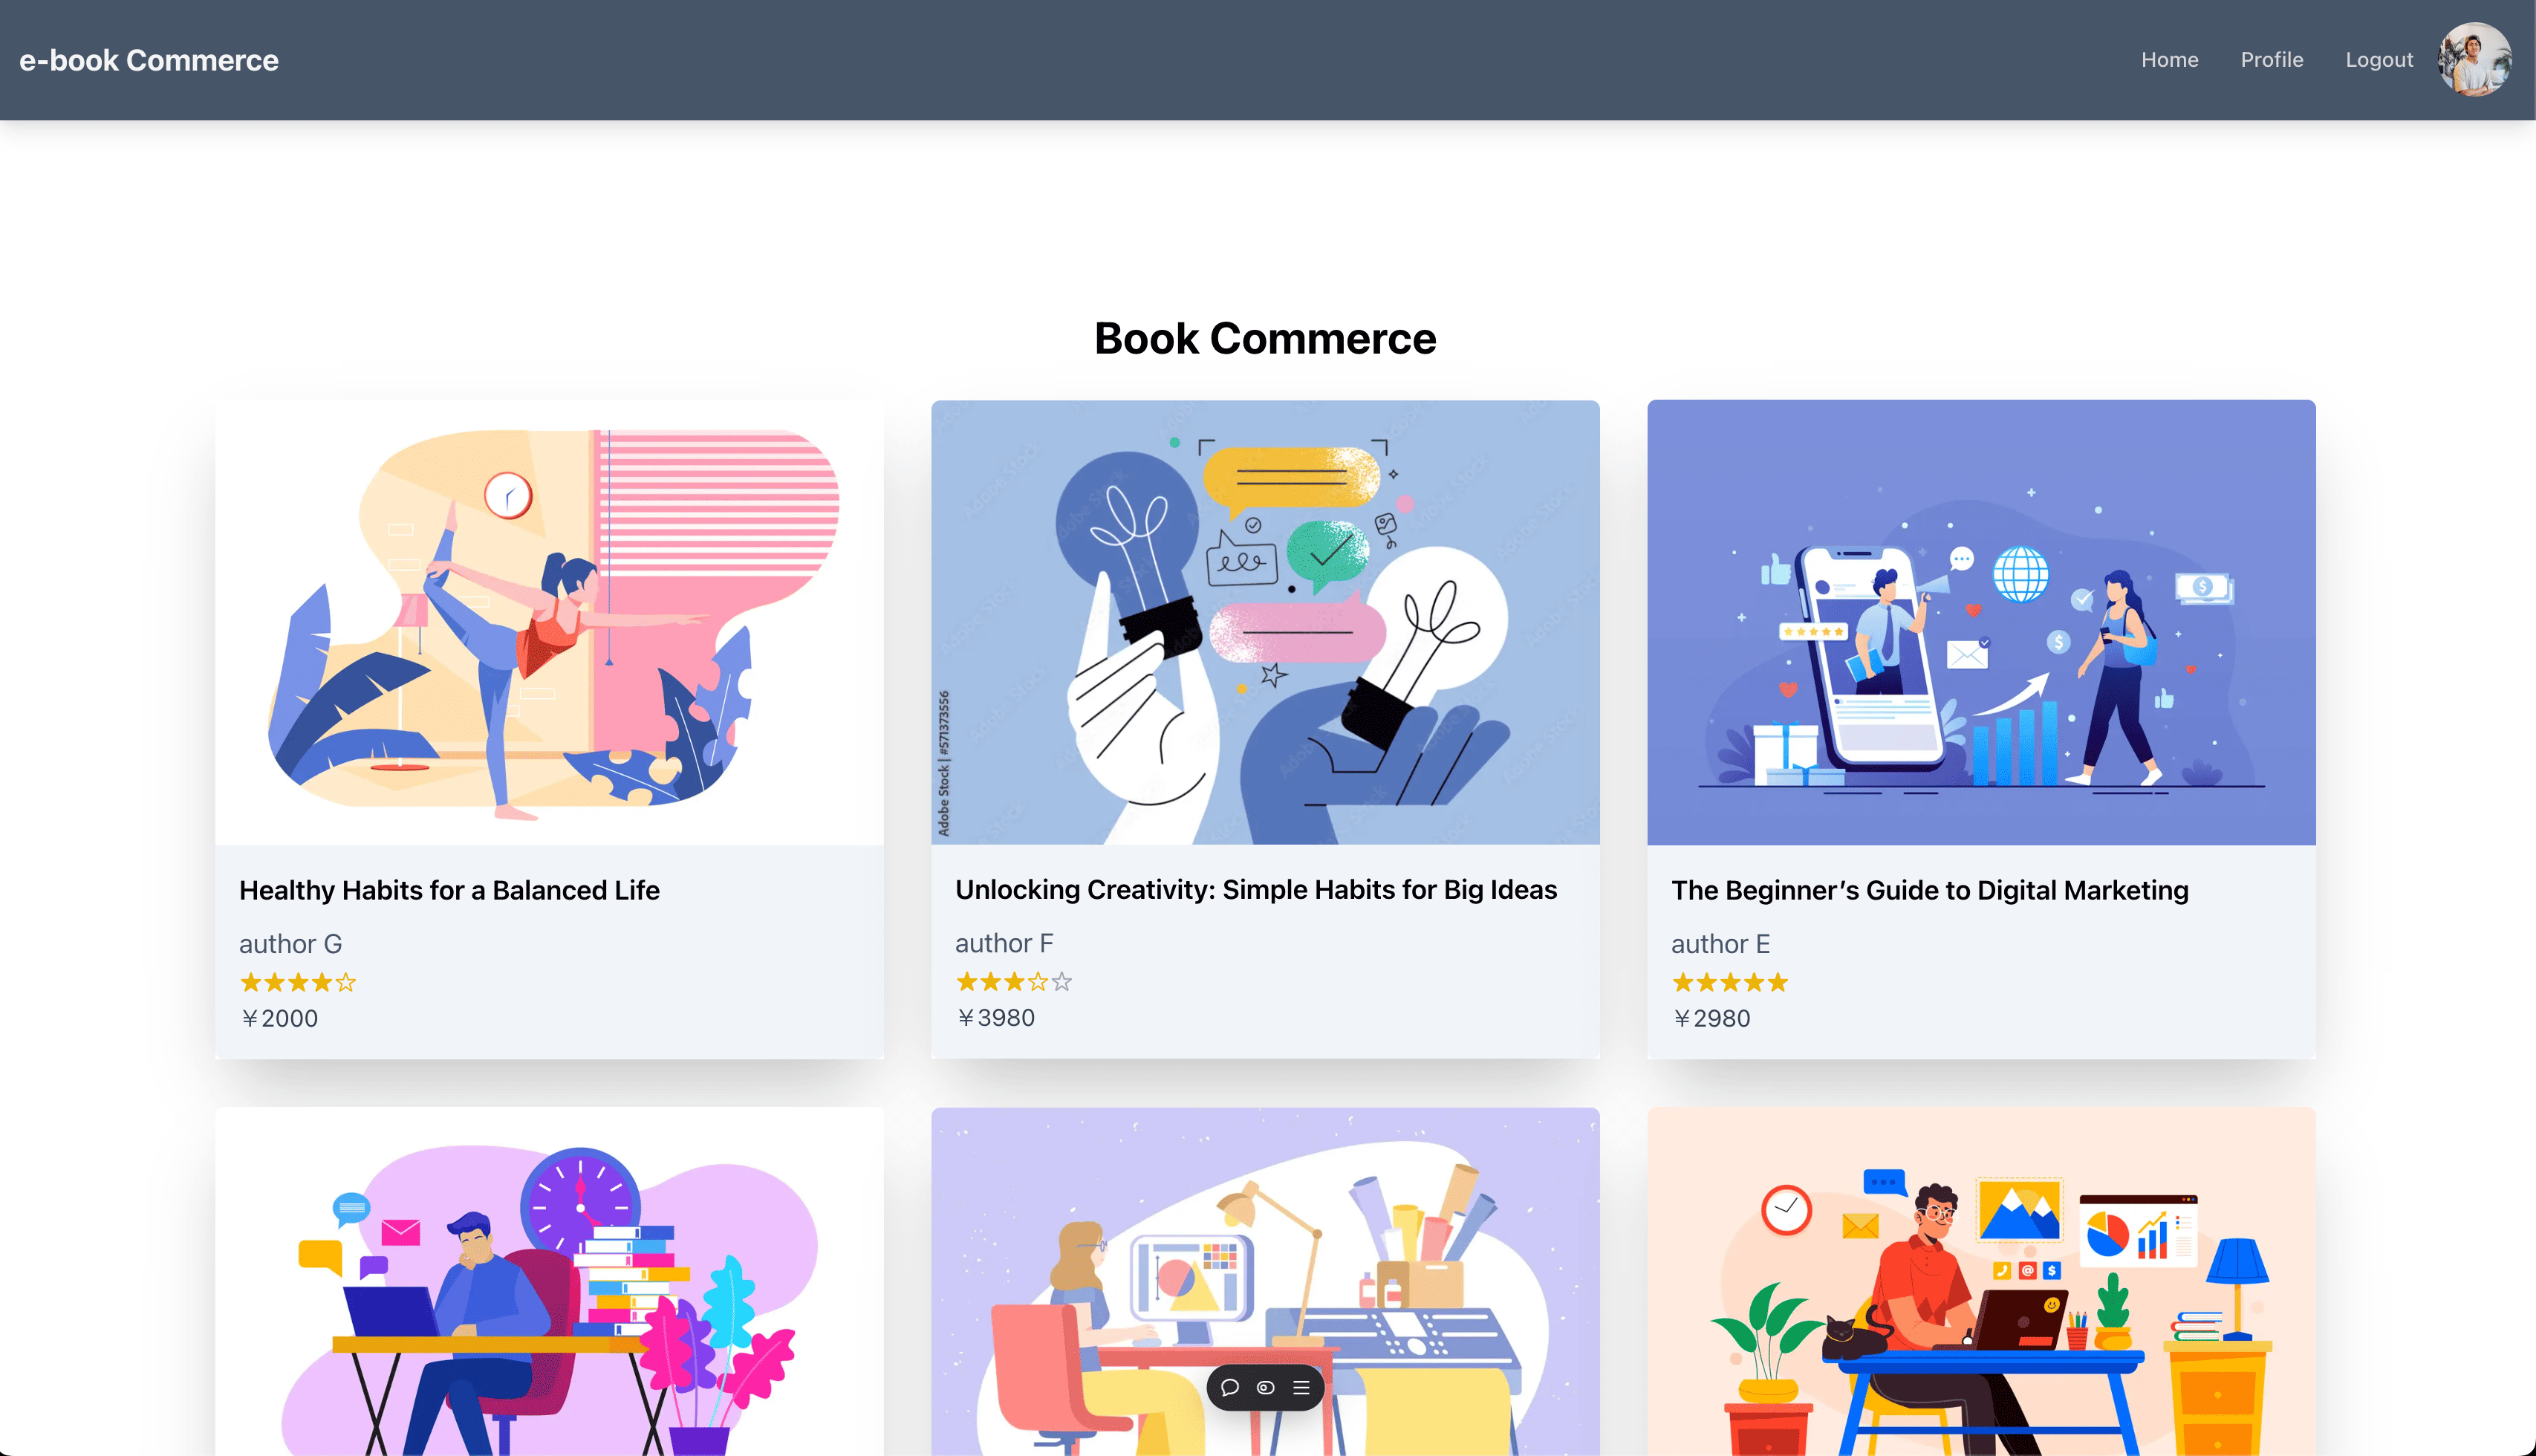 e-book Commerce
Home
Profile
Logout
Book Commerce
Adobe Stock | #571373556
Healthy Habits for a Balanced Life
author G
￥2000
Unlocking Creativity: Simple Habits for Big Ideas
author F
￥3980
The Beginner’s Guide to Digital Marketing
author E
￥2980